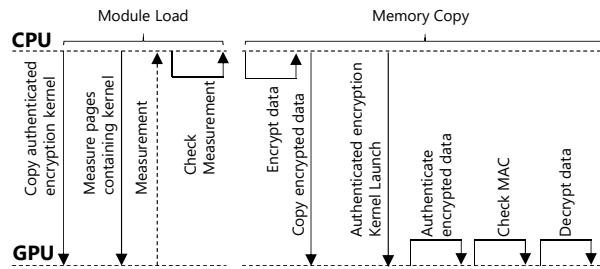 Module Load
Memory Copy
CPU
Copy authenticated
encryption kernel
Measure pages
containing kernel
Measurement
Check
Measurement
Encrypt data
Copy encrypted data
Authenticated encryption
Kernel Launch
Authenticate
encrypted data
Check MAC
Decrypt data
GPU